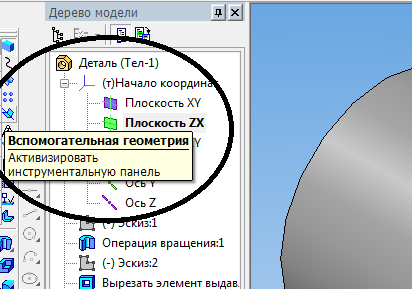 Дерево модели
Деталь (Тел-1)
(т)Начало координат
Плоскость XY
Плоскость ZX
Вспомогательная геометрия
Активизировать
инструментальную панель
Ось Y
Ось Z
(-) Эскиз:1
Операция вращения:1
(-) Эскиз:2
Вырезать элемент выдав